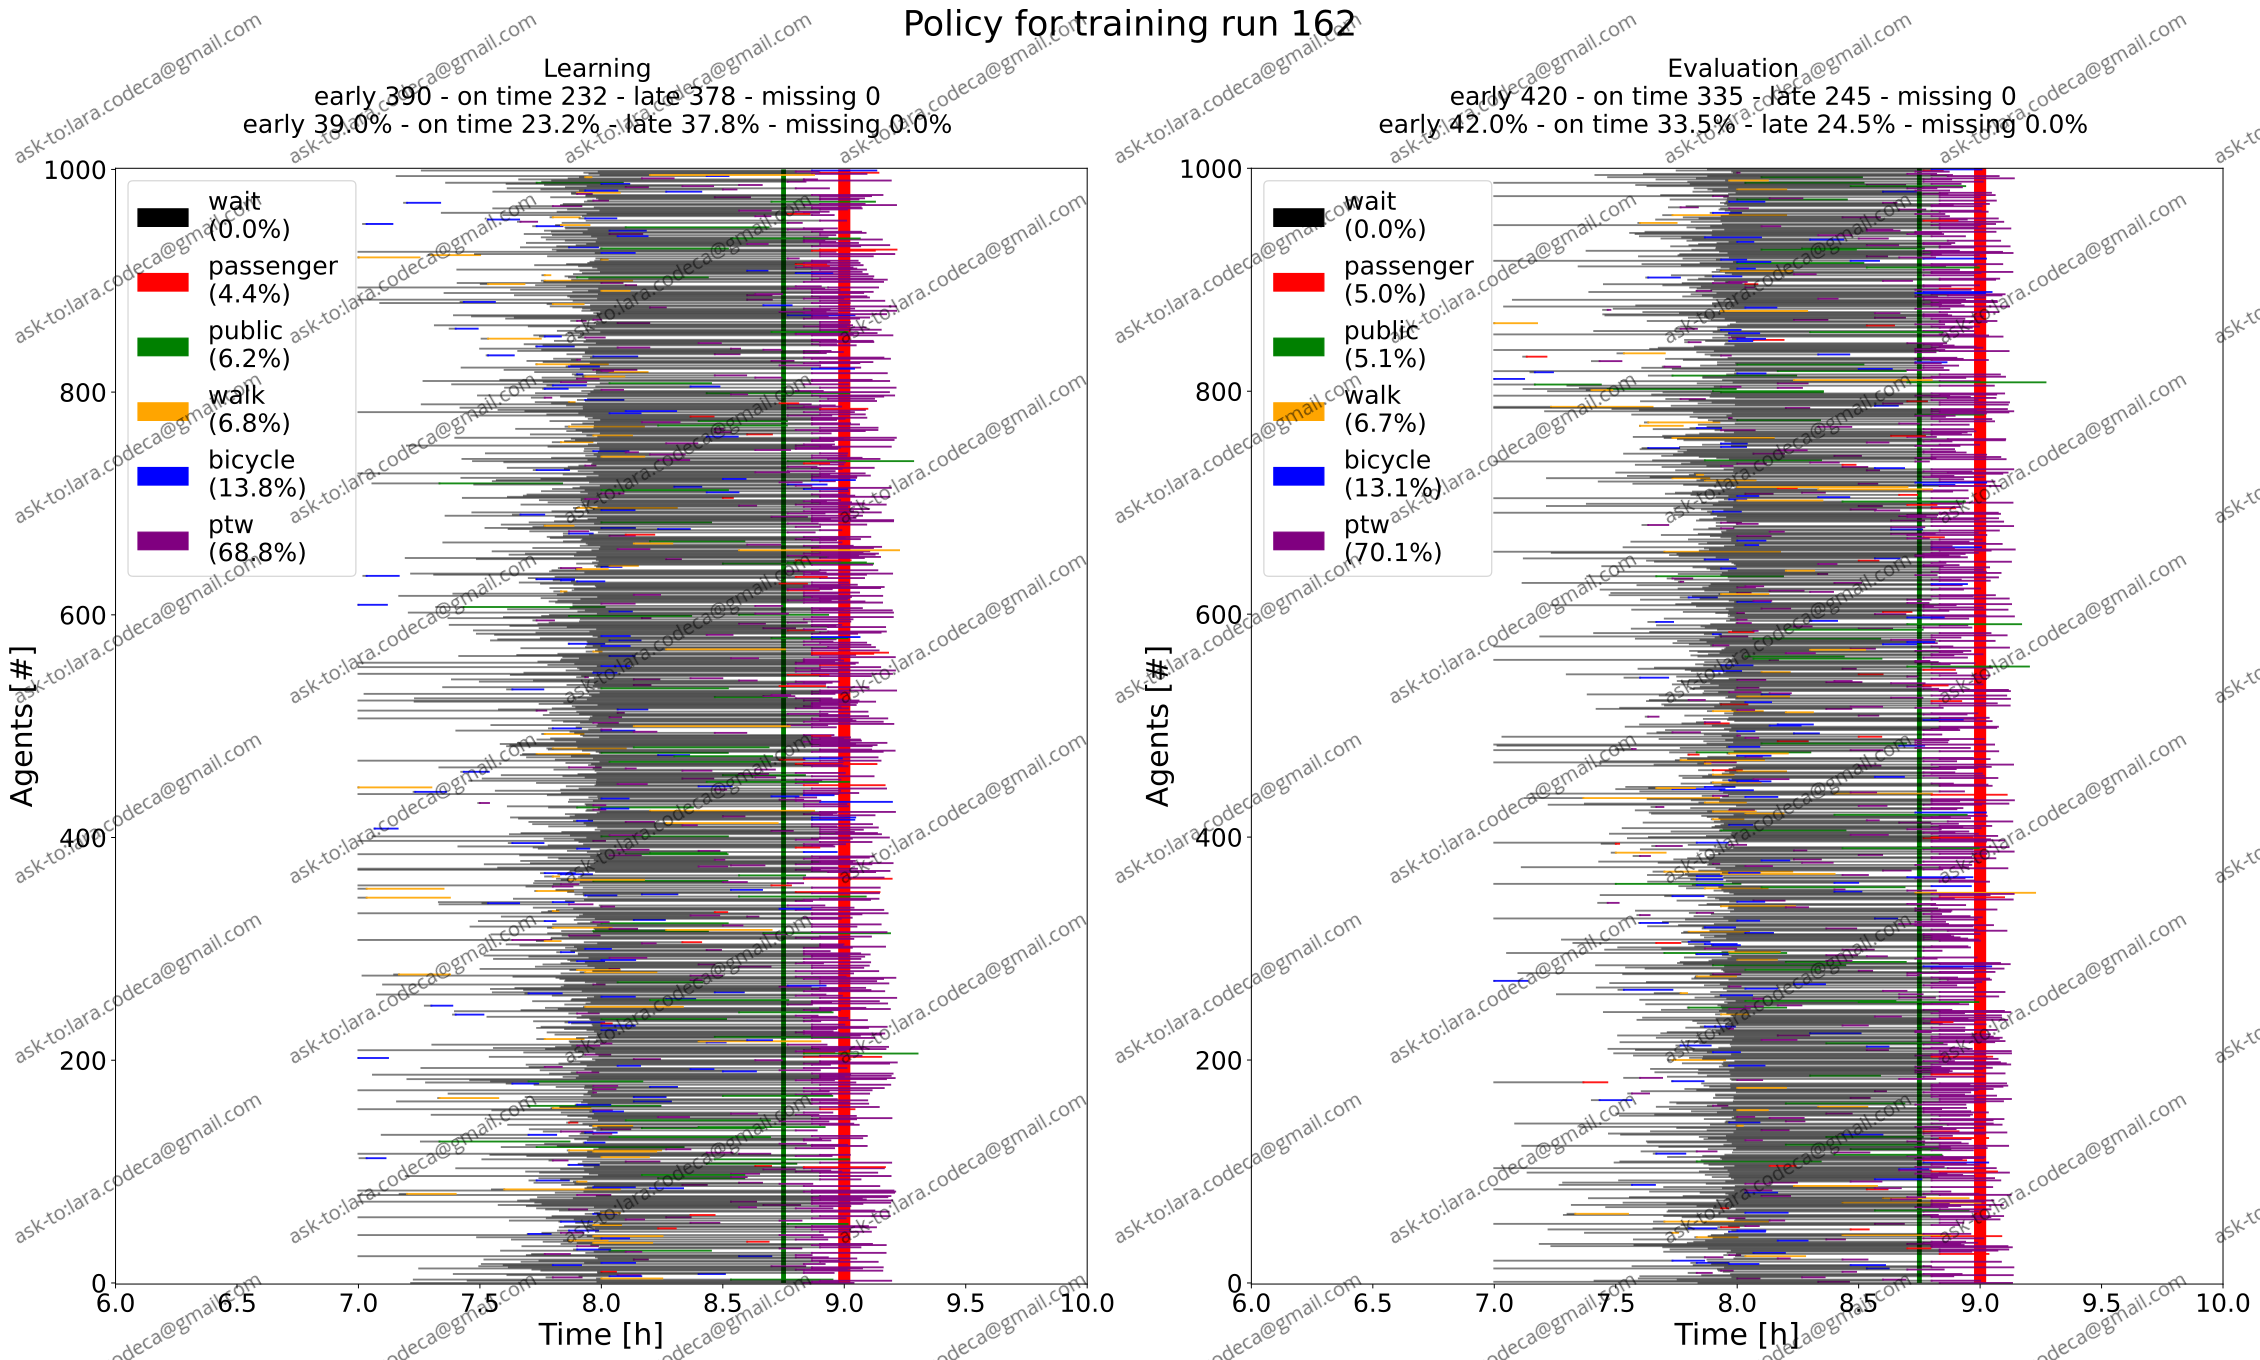 Policy for training run 162
Learning
early 390 - on time 232 - late 378 - missing 0
early 39.0% - on time 23.2% - late 37.8% - missing 0.0%
Evaluation
early 420 - on time 335 - late 245 - missing 0
early 42.0% - on time 33.5% - late 24.5% - missing 0.0%
wait
(0.0%)
passenger
(4.4%)
public
(6.2%)
walk
(6.8%)
bicycle
(13.8%)
ptw
(68.8%)
1000
800
600
400
200
0
Agents [#]
6.0 6.5 7.0 7.5 8.0 8.5 9.0 9.5 10.0
Time [h]
wait
(0.0%)
passenger
(5.0%)
public
(5.1%)
walk
(6.7%)
bicycle
(13.1%)
ptw
(70.1%)
1000
800
600
400
200
0
Agents [#]
6.0 6.5 7.0 7.5 8.0 8.5 9.0 9.5 10.0
Time [h]
ask-to:lara.codeca@gmail.com